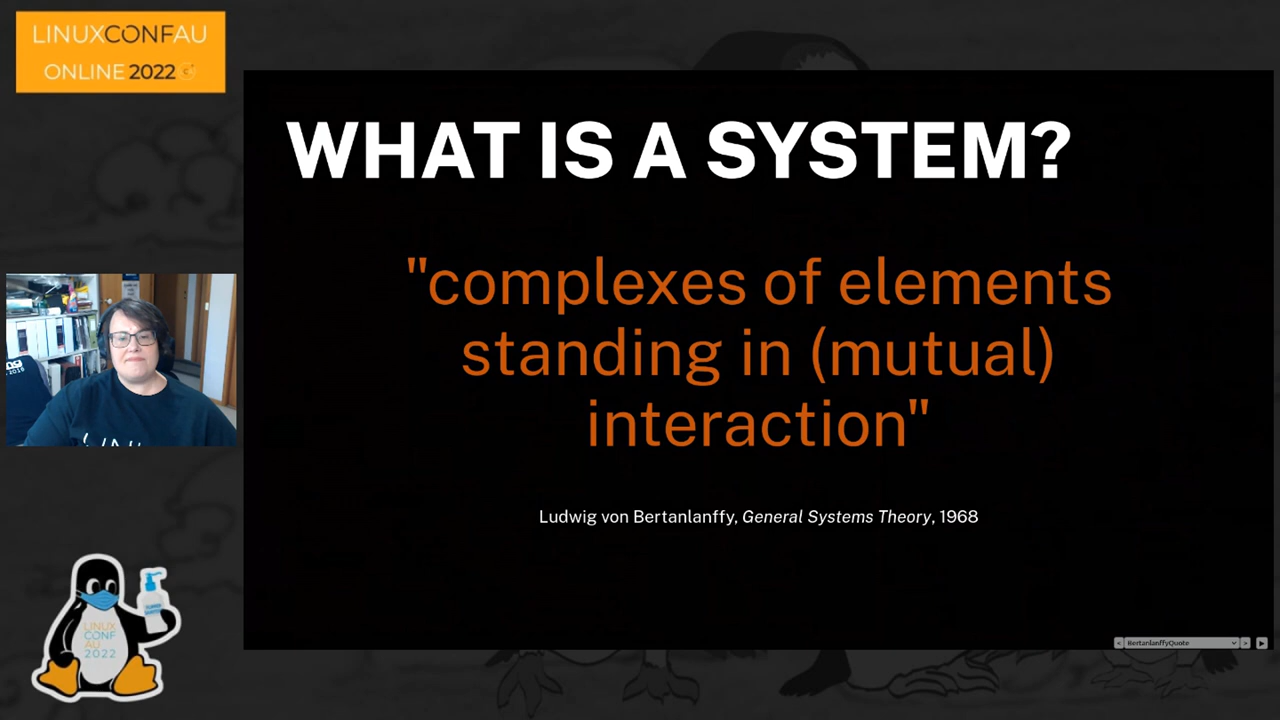 LINUXCONFAU
ONLINE 2022
WHAT IS A SYSTEM?
"complexes of elements
standing in (mutual)
interaction"
Ludwig von Bertanlanffy, General Systems Theory, 1968
BertanlanffyQuote
LINUX
CONF
AU
2022